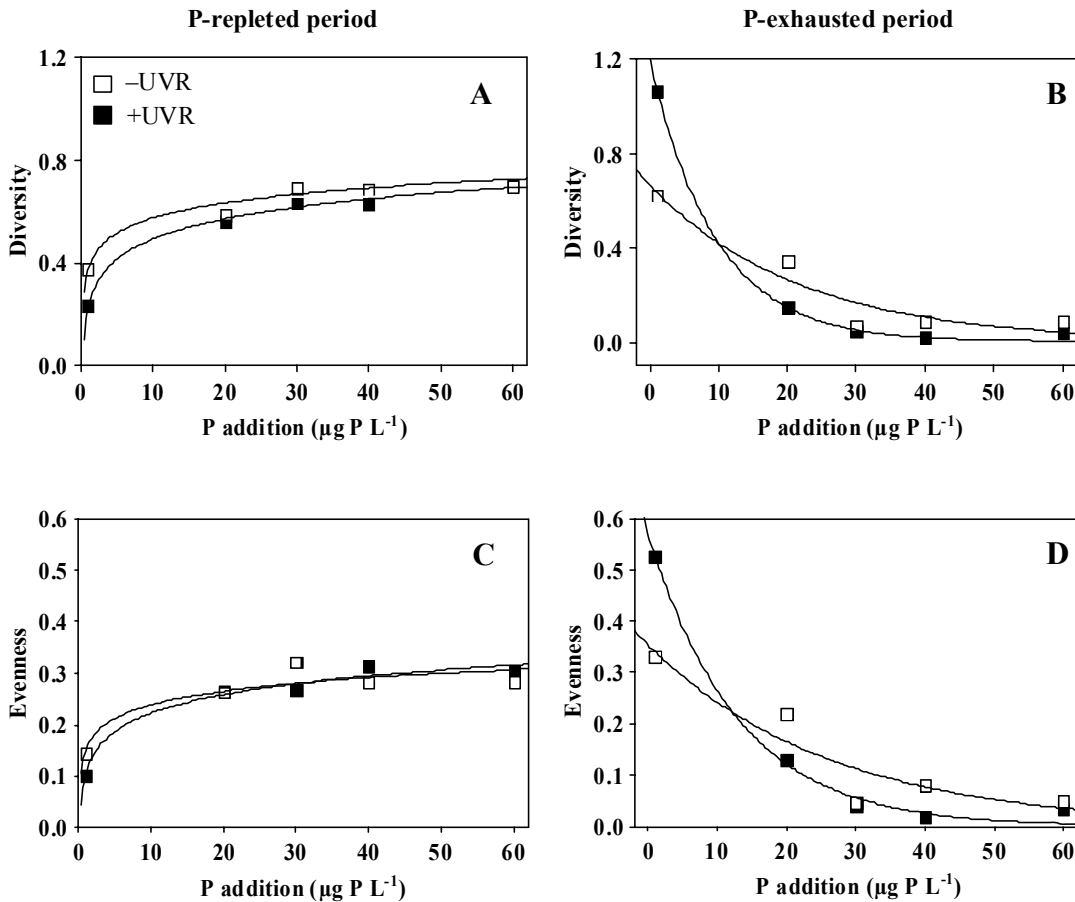 P-repleted period
P-exhausted period
1.2
0.8
0.4
0.0
Diversity
–UVR
+UVR
A
0 10 20 30 40 50 60
P addition (µg P L-1)
1.2
0.8
0.4
0.0
Diversity
B
0 10 20 30 40 50 60
P addition (µg P L-1)
0.6
0.5
0.4
0.3
0.2
0.1
0.0
Evenness
C
0 10 20 30 40 50 60
P addition (µg P L-1)
0.6
0.5
0.4
0.3
0.2
0.1
0.0
Evenness
D
0 10 20 30 40 50 60
P addition (µg P L-1)